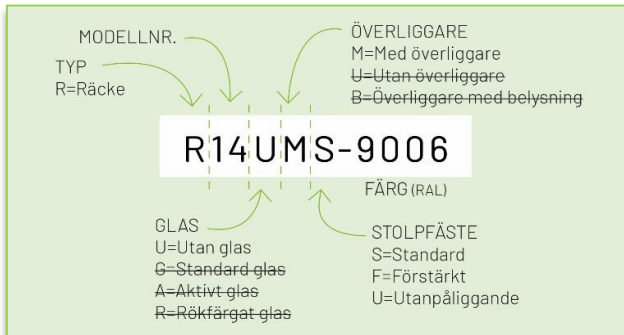 MODELLNR.
TYP
R=Räcke
ÖVERLIGGARE
M=Med överliggare
U=Utan överliggare
B=Överliggare med belysning
R14UMS-9006
FÄRG (RAL)
GLAS
U=Utan glas
G=Standard glas
A=Aktivt glas
R=Rökfärgat glas
STOLPFÄSTE
S=Standard
F=Förstärkt
U=Utanpåliggande